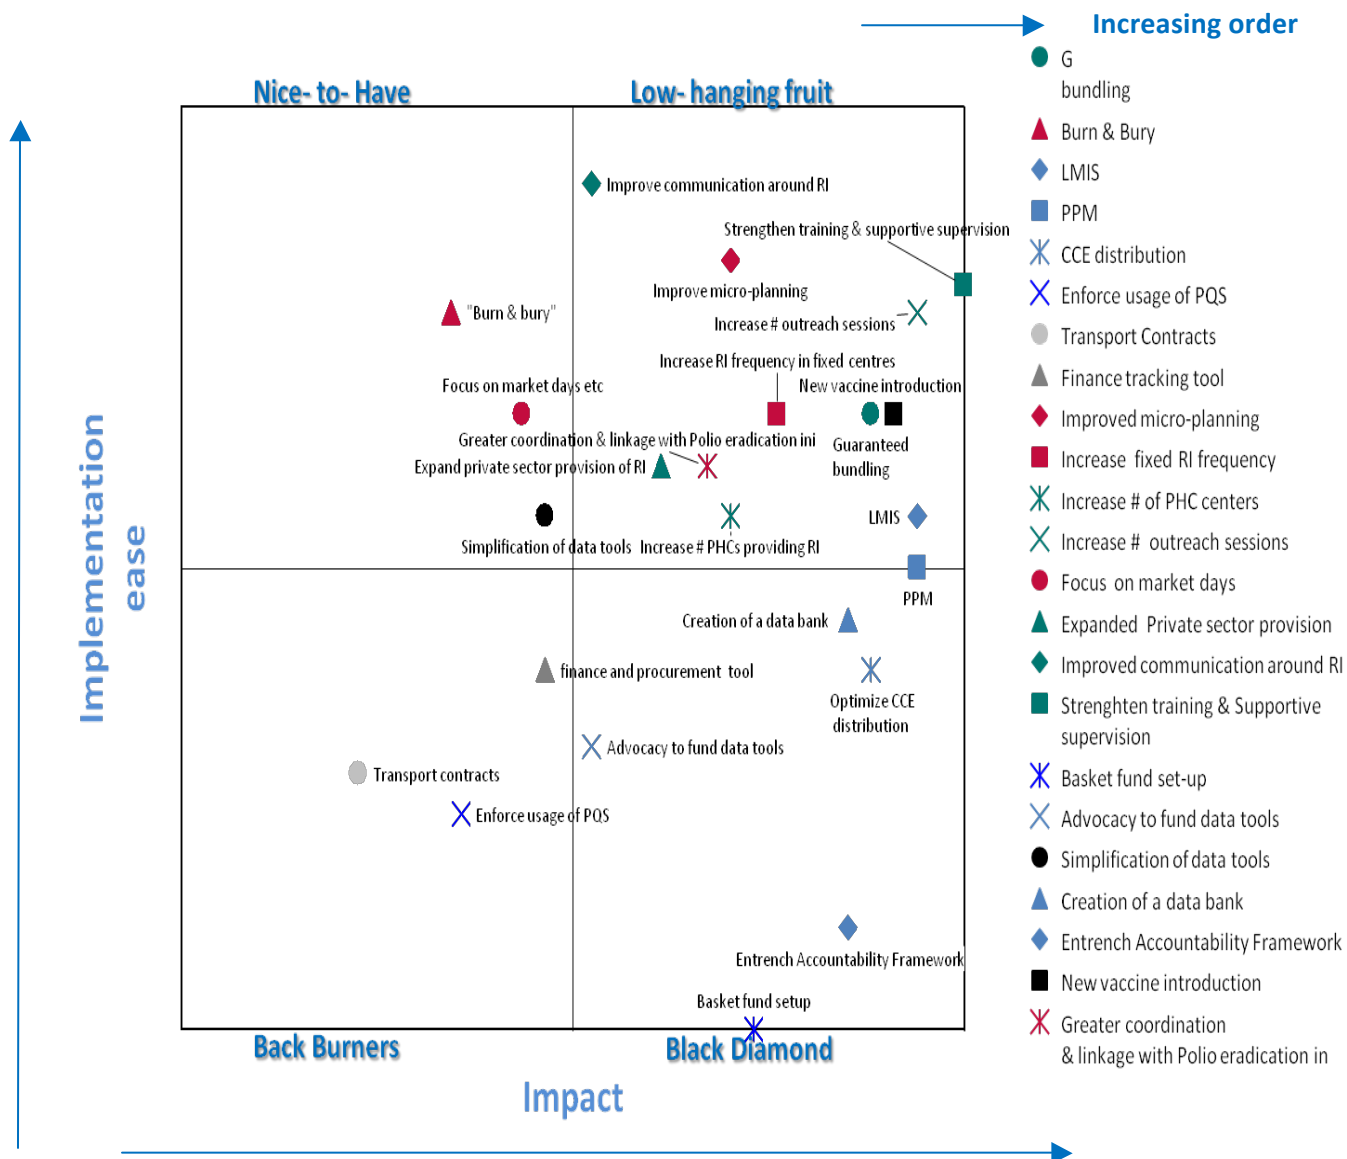 Increasing order
Nice- to- Have
Low- hanging fruit
Improve communication around RI
Strengthen training & supportive supervision
Improve micro-planning
"Burn & bury"
Increase # outreach sessions
Increase RI frequency in fixed centres
Focus on market days etc
New vaccine introduction
Greater coordination & linkage with Polio eradication ini
Guaranteed
bundling
Expand private sector provision of RI
LMIS
Simplification of data tools
Increase # PHCs providing RI
PPM
Creation of a data bank
finance and procurement tool
Optimize CCE
distribution
Advocacy to fund data tools
Transport contracts
Enforce usage of PQS
Entrench Accountability Framework
Basket fund setup
Back Burners
Black Diamond
Implementation
ease
Impact
G
bundling
Burn & Bury
LMIS
PPM
CCE distribution
Enforce usage of PQS
Transport Contracts
Finance tracking tool
Improved micro-planning
Increase fixed RI frequency
Increase # of PHC centers
Increase # outreach sessions
Focus on market days
Expanded Private sector provision
Improved communication around RI
Strenghten training & Supportive
supervision
Basket fund set-up
Advocacy to fund data tools
Simplification of data tools
Creation of a data bank
Entrench Accountability Framework
New vaccine introduction
Greater coordination
& linkage with Polio eradication in